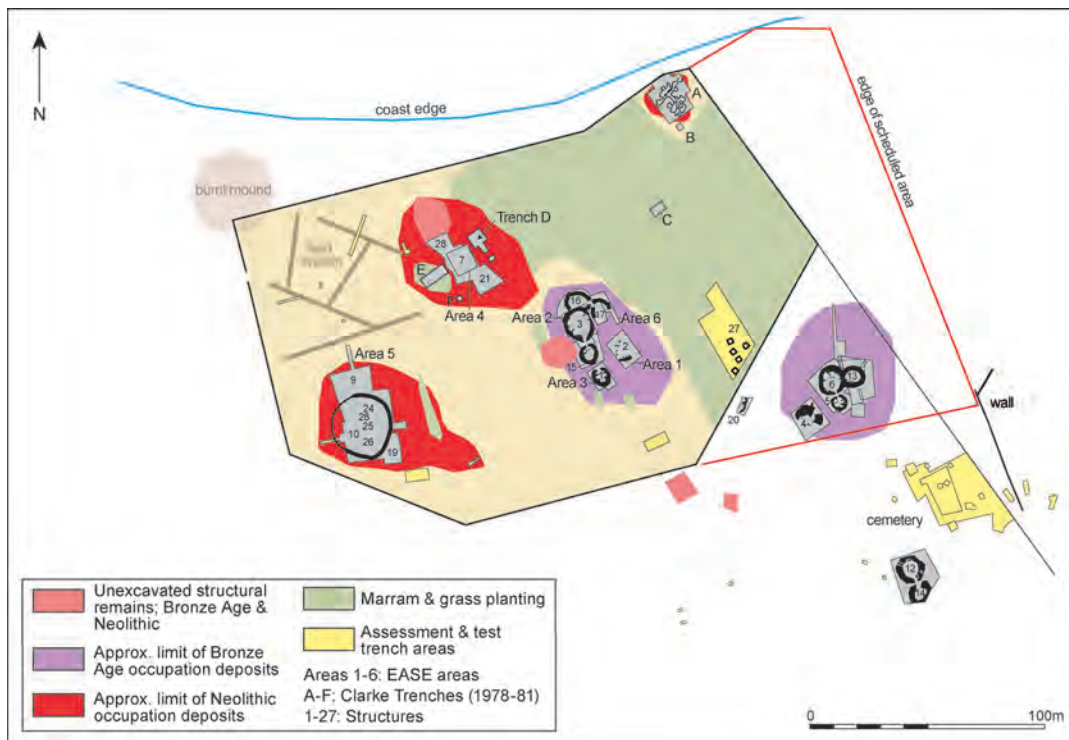 N
coast edge
edge of scheduled area
A
B
burnt mound
C
Trench D
28
7
E
21
F
Area 4
16
17
Area 2
3
Area 6
27
2
Area 1
Area 5
15
Area 3
9
13
6
wall
20
4
24
28
25
10
26
19
cemetery
12
14
Unexcavated structural
remains; Bronze Age &
Neolithic
Approx. limit of Bronze
Age occupation deposits
Approx. limit of Neolithic
occupation deposits
Marram & grass planting
Assessment & test
trench areas
Areas 1-6: EASE areas
A-F: Clarke Trenches (1978-81)
1-27: Structures
0
100m